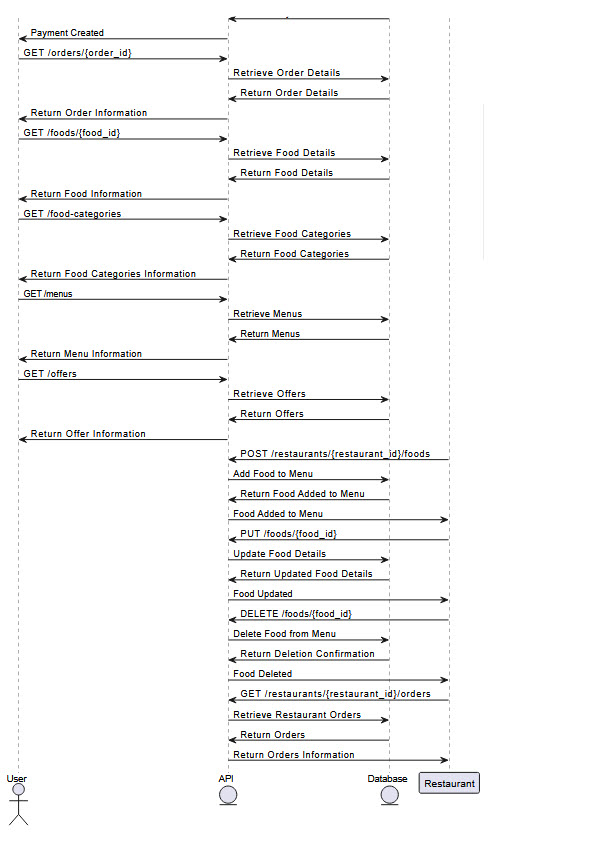 Payment Created
GET /orders/{order_id}
Retrieve Order Details
Return Order Details
Return Order Information
GET /foods/{food_id}
Retrieve Food Details
Return Food Details
Return Food Information
GET /food-categories
Retrieve Food Categories
Return Food Categories
Return Food Categories Information
GET /menus
Retrieve Menus
Return Menus
Return Menu Information
GET /offers
Retrieve Offers
Return Offers
Return Offer Information
POST /restaurants/{restaurant_id}/foods
Add Food to Menu
Return Food Added to Menu
Food Added to Menu
PUT /foods/{food_id}
Update Food Details
Return Updated Food Details
Food Updated
DELETE /foods/{food_id}
Delete Food from Menu
Return Deletion Confirmation
Food Deleted
GET /restaurants/{restaurant_id}/orders
Retrieve Restaurant Orders
Return Orders
Return Orders Information
User API Database Restaurant